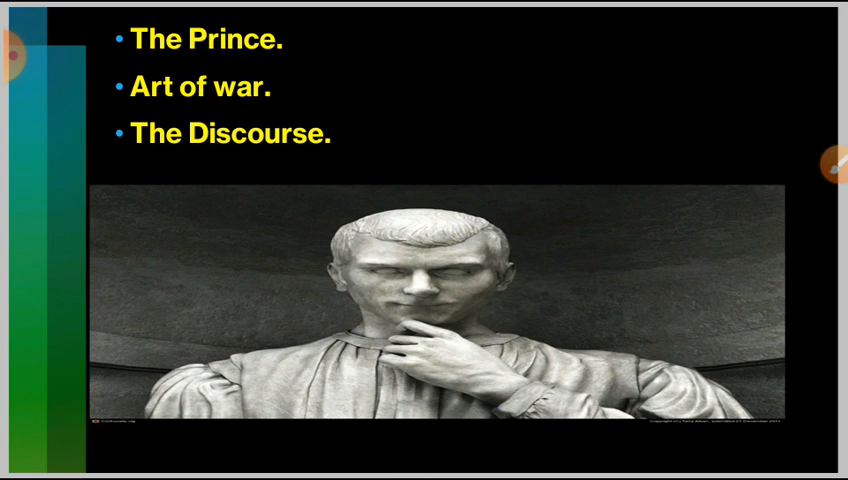 • The Prince.
• Art of war.
• The Discourse.